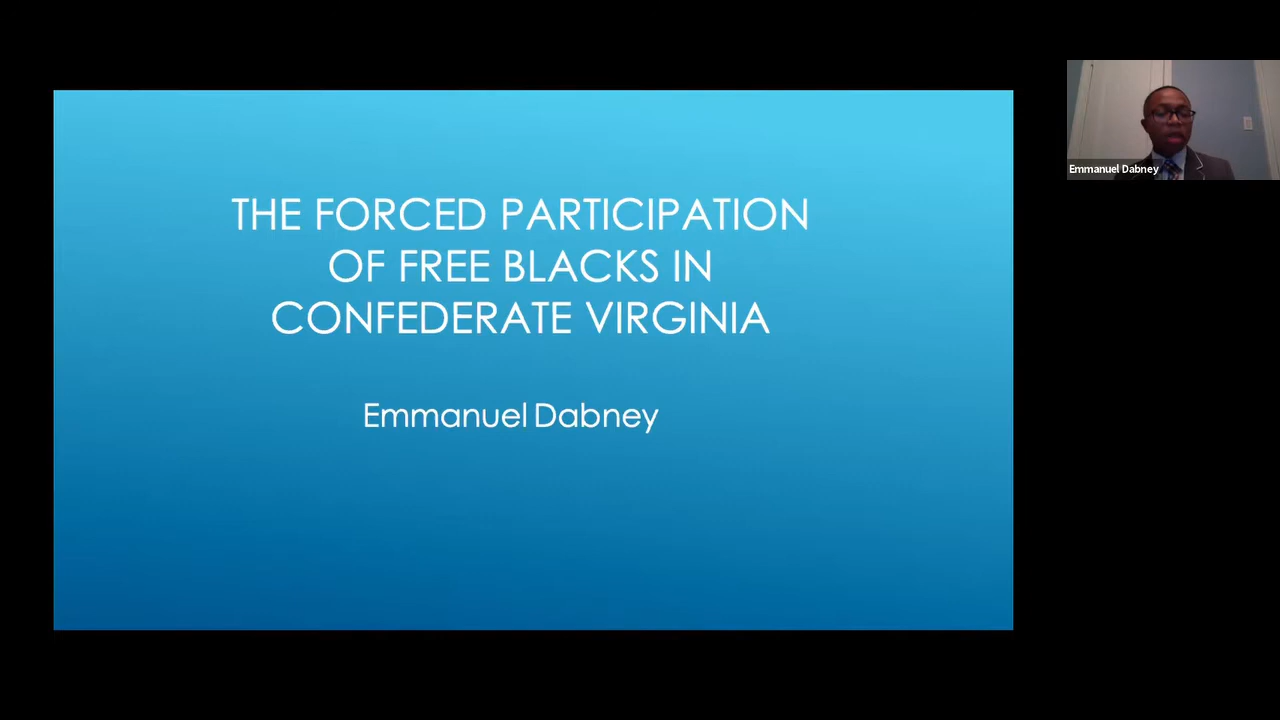 THE FORCED PARTICIPATION
OF FREE BLACKS IN
CONFEDERATE VIRGINIA
Emmanuel Dabney
Emmanuel Dabney